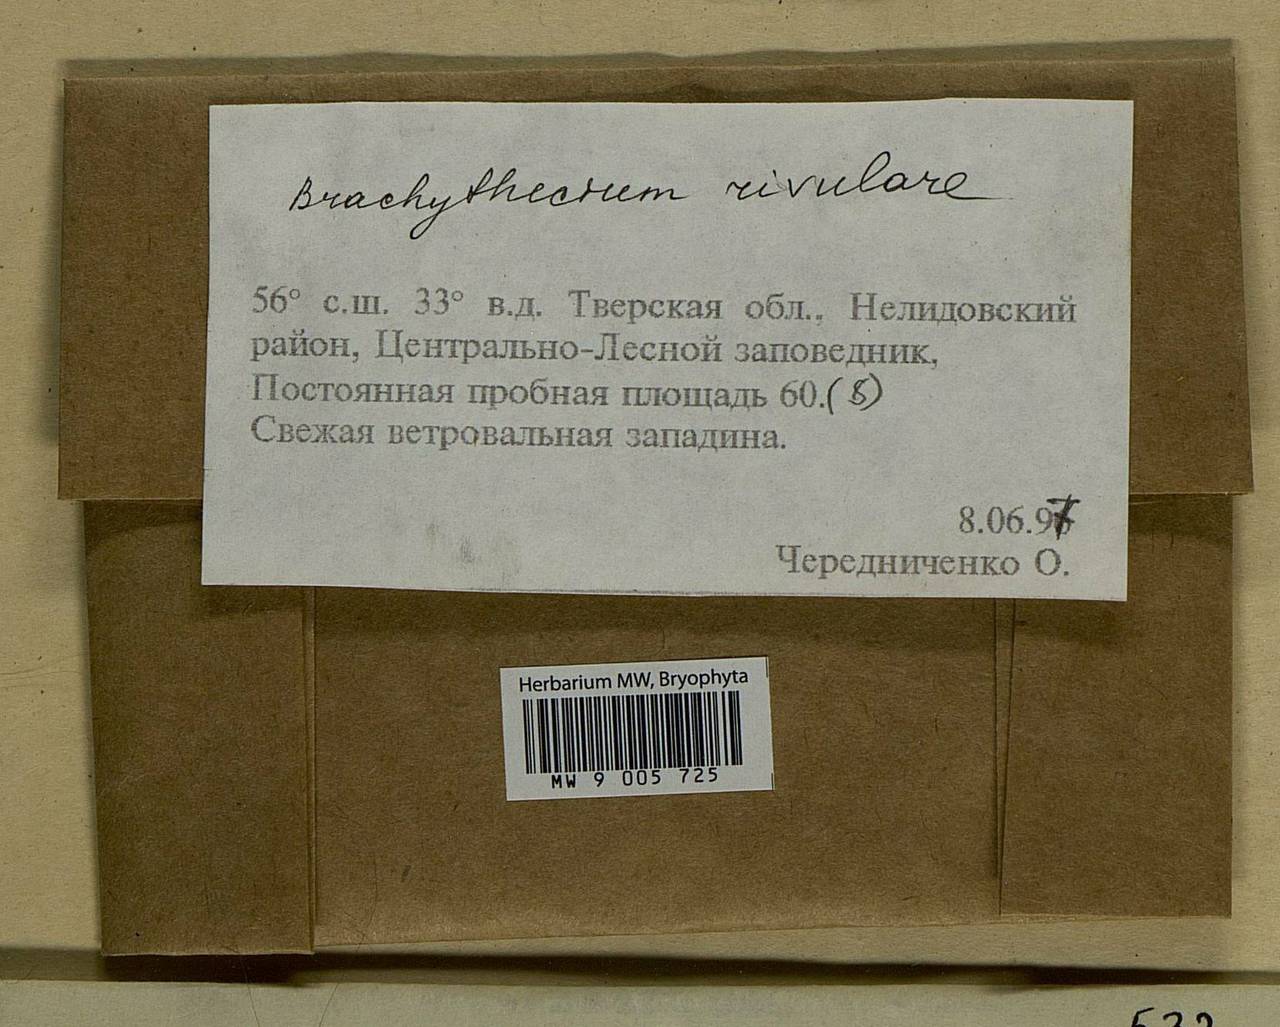 Brachythecium rivulare
56° с.ш. 33° в.д. Тверская обл., Нелидовский
район, Центрально-Лесной заповедник,
Постоянная пробная площадь 60.(8)
Свежая ветровальная западина.
8.06.97
Чередниченко О.
Herbarium MW, Bryophyta
MW 9 005 725